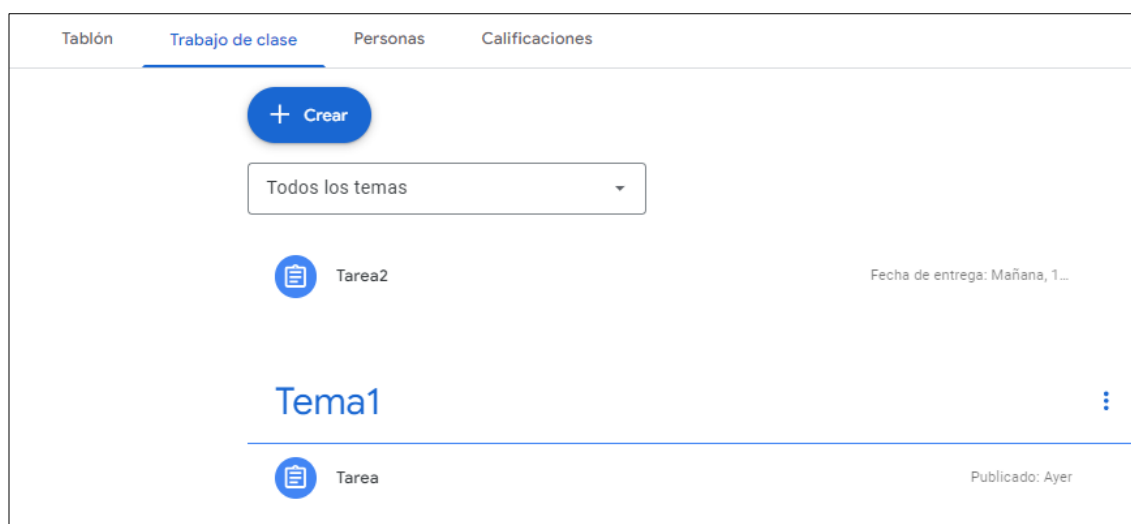 Tablón Trabajo de clase Personas Calificaciones
+ Crear
Todos los temas
Tarea2 Fecha de entrega: Mañana, 1...
Tema1
Tarea Publicado: Ayer